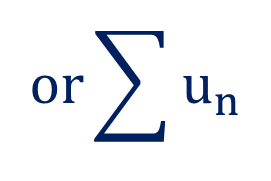 or ∑ uₙ